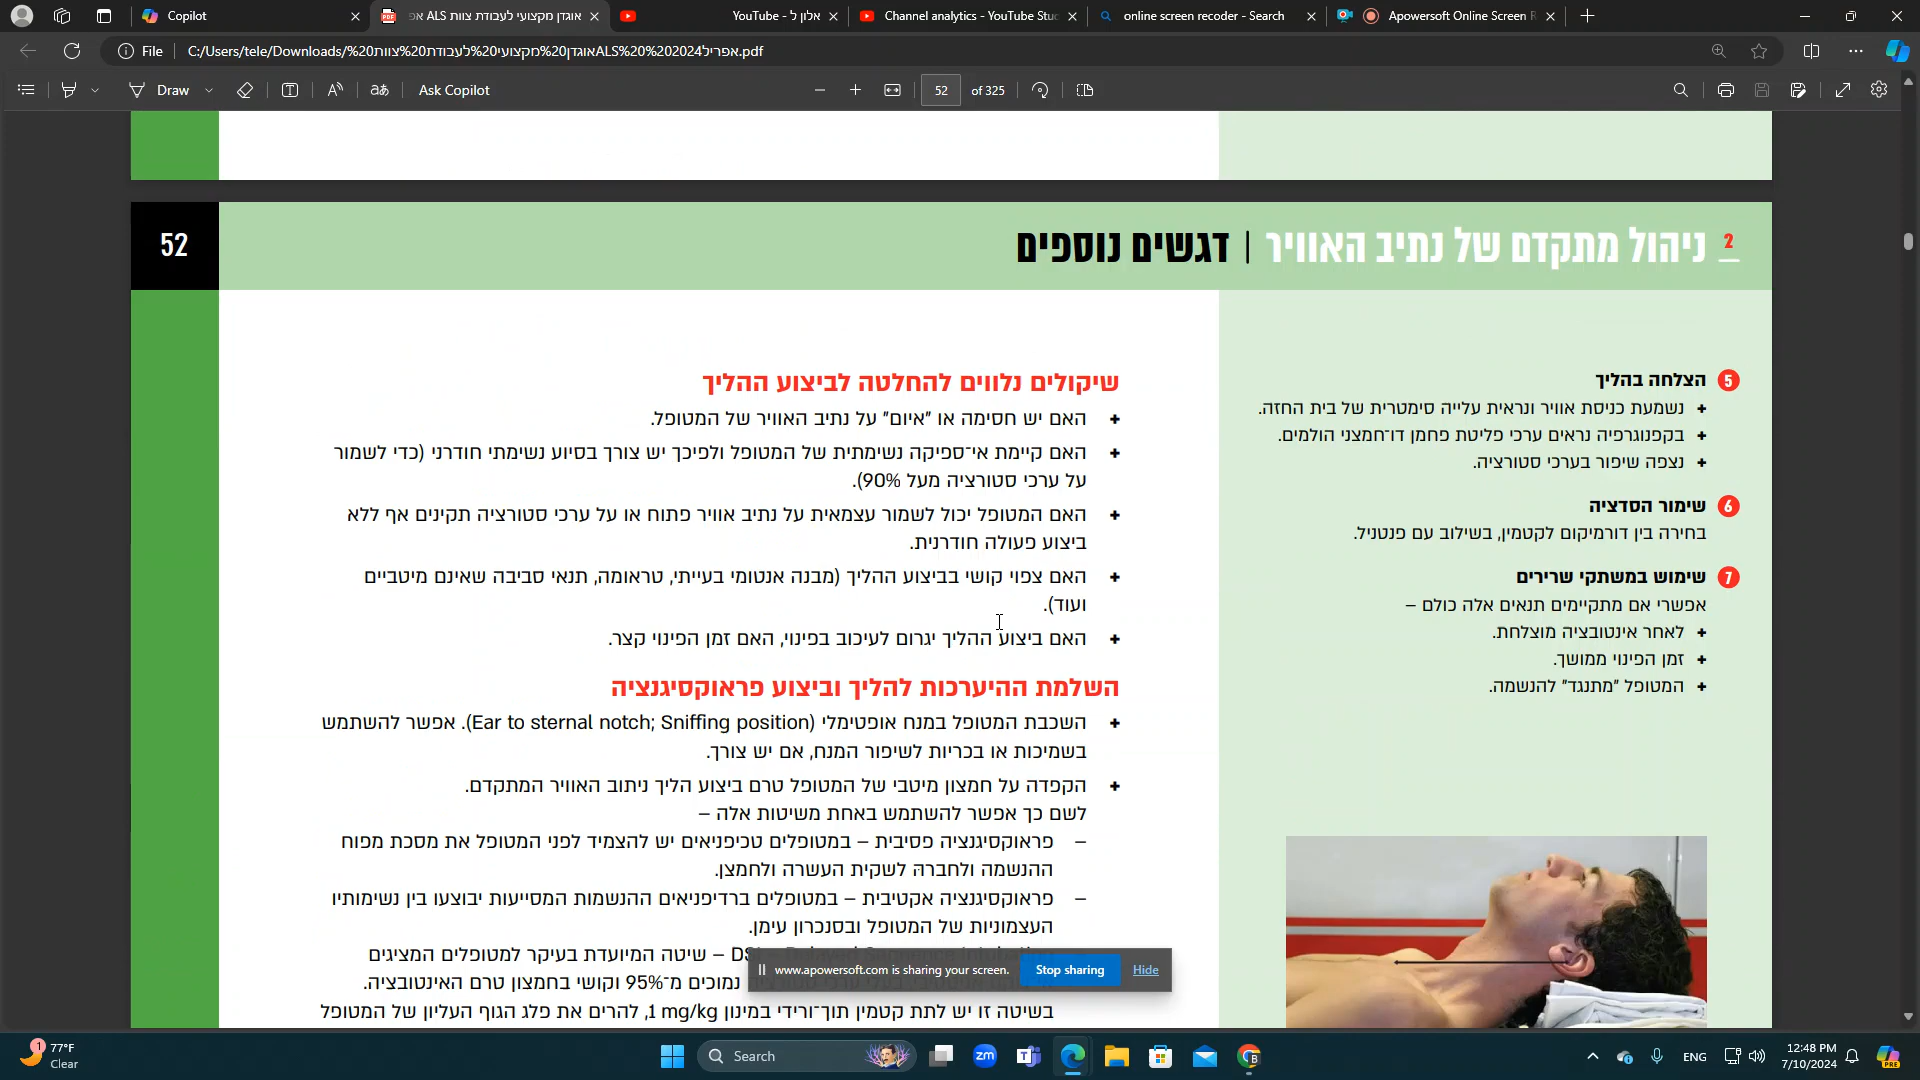 Copilot
אוגדן מקצועי לעבודת צוות ALS אפ
אלון ל - YouTube
Channel analytics - YouTube Stu
online screen recoder - Search
Apowersoft Online Screen R
File
C:/Users/tele/Downloads/%20אוגדן%20מקצועי%20לעבודת%20צוותALS%20%20אפריל2024.pdf
Draw
Ask Copilot
52
of 325
52
2 ניהול מתקדם של נתיב האוויר | דגשים נוספים
5 הצלחה בהליך
+ נשמעת כניסת אוויר ונראית עלייה סימטרית של בית החזה.
+ בקפנוגרפיה נראים ערכי פליטת פחמן דו־חמצני הולמים.
+ נצפה שיפור בערכי סטורציה.
6 שימור הסדציה
בחירה בין דורמיקום לקטמין, בשילוב עם פנטניל.
7 שימוש במשתקי שרירים
אפשרי אם מתקיימים תנאים אלה כולם –
+ לאחר אינטובציה מוצלחת.
+ זמן הפינוי ממושך.
+ המטופל "מתנגד" להנשמה.
שיקולים נלווים להחלטה לביצוע ההליך
+ האם יש חסימה או "איום" על נתיב האוויר של המטופל.
+ האם קיימת אי־ספיקה נשימתית של המטופל ולפיכך יש צורך בסיוע נשימתי חודרני (כדי לשמור
על ערכי סטורציה מעל 90%).
+ האם המטופל יכול לשמור עצמאית על נתיב אוויר פתוח או על ערכי סטורציה תקינים אף ללא
ביצוע פעולה חודרנית.
+ האם צפוי קושי בביצוע ההליך (מבנה אנטומי בעייתי, טראומה, תנאי סביבה שאינם מיטביים
ועוד).
+ האם ביצוע ההליך יגרום לעיכוב בפינוי, האם זמן הפינוי קצר.
השלמת ההיערכות להליך וביצוע פראוקסיגנציה
+ השכבת המטופל במנח אופטימלי (Ear to sternal notch; Sniffing position). אפשר להשתמש
בשמיכות או בכריות לשיפור המנח, אם יש צורך.
+ הקפדה על חמצון מיטבי של המטופל טרם ביצוע הליך ניתוב האוויר המתקדם.
לשם כך אפשר להשתמש באחת משיטות אלה –
– פראוקסיגנציה פסיבית – במטופלים טכיפניאים יש להצמיד לפני המטופל את מסכת מפוח
ההנשמה ולחברה לשקית העשרה ולחמצן.
– פראוקסיגנציה אקטיבית – במטופלים ברדיפניאים ההנשמות המסייעות יבוצעו בין נשימותיו
העצמוניות של המטופל ובסנכרון עימן.
– שיטה המיועדת בעיקר למטופלים המציגים
נמוכים מ־95% וקושי בחמצון טרם האינטובציה.
בשיטה זו יש לתת קטמין תוך־ורידי במינון 1 mg/kg, להרים את פלג הגוף העליון של המטופל
www.apowersoft.com is sharing your screen.
Stop sharing
Hide
1
77°F
Clear
Search
zm
ENG
12:48 PM
7/10/2024
PRE